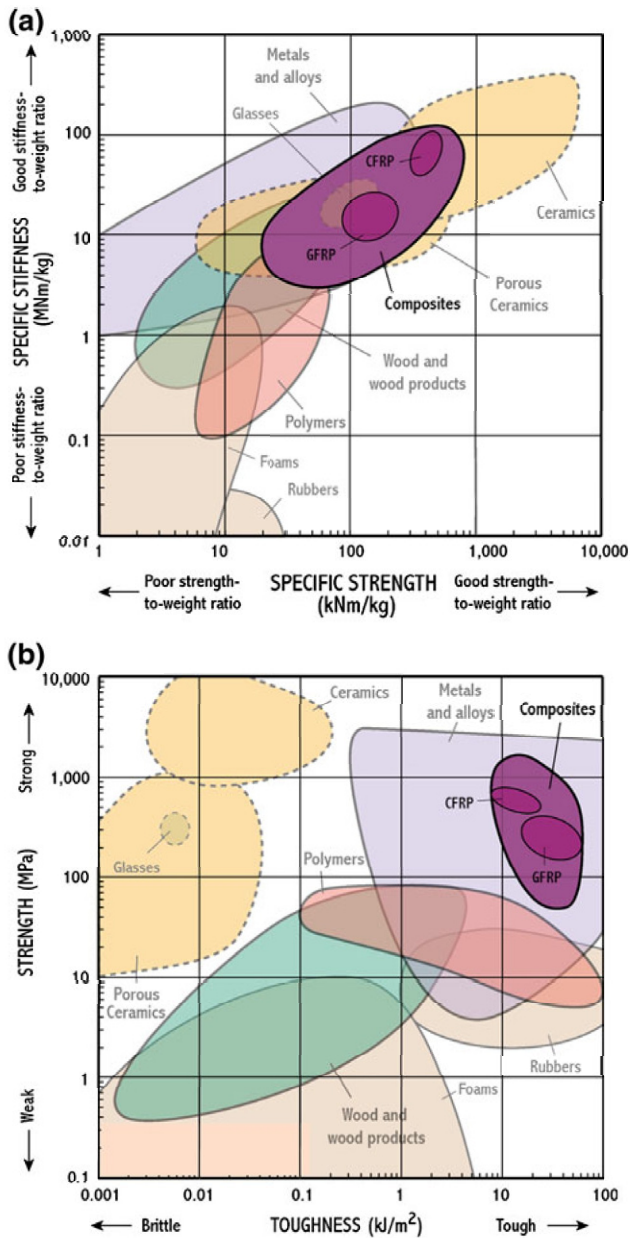 (a)
1,000
100
10
1
0.1
0.01
Good stiffness-
to-weight ratio
SPECIFIC STIFFNESS
(MNm/kg)
Poor stiffness-
to-weight ratio
Metals
and alloys
Glasses
CFRP
Ceramics
GFRP
Porous
Ceramics
Composites
Wood and
wood products
Polymers
Foams
Rubbers
1
10
100
1,000
10,000
Poor strength-
to-weight ratio
SPECIFIC STRENGTH
(kNm/kg)
Good strength-
to-weight ratio
(b)
10,000
1,000
100
10
1
0.1
Strong
STRENGTH (MPa)
Weak
Ceramics
Metals
and alloys
Composites
CFRP
Glasses
Polymers
GFRP
Porous
Ceramics
Rubbers
Foams
Wood and
wood products
0.001
0.01
0.1
1
10
100
Brittle
TOUGHNESS (kJ/m²)
Tough